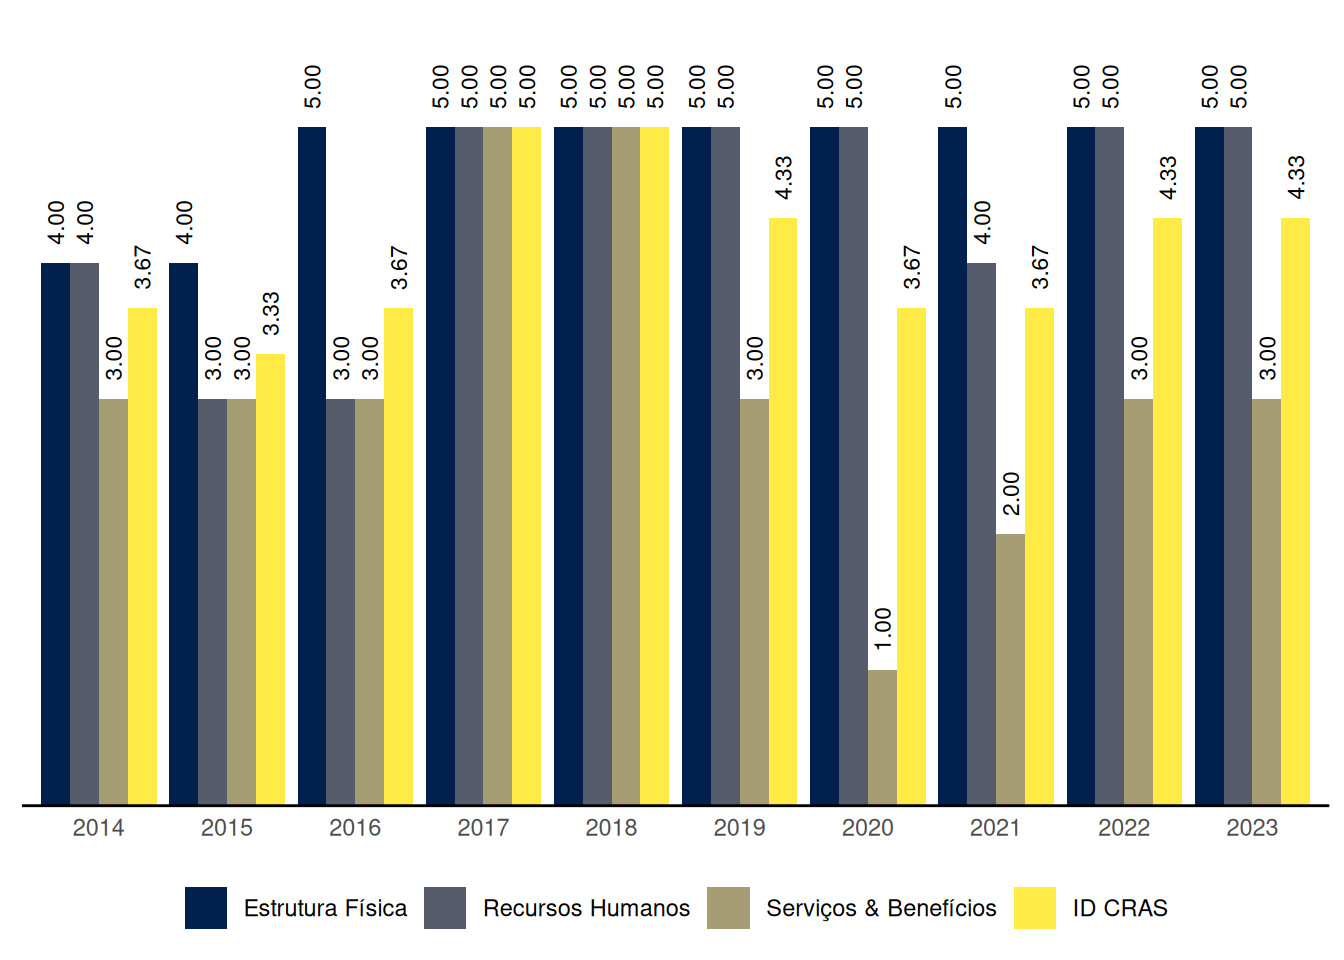 4.00 4.00 3.00 3.67
4.00 3.00 3.00 3.33
5.00 3.00 3.00 3.67
5.00 5.00 5.00 5.00
5.00 5.00 5.00 5.00
5.00 5.00 3.00 4.33
5.00 5.00 1.00 3.67
5.00 4.00 2.00 3.67
5.00 5.00 3.00 4.33
5.00 5.00 3.00 4.33
2014 2015 2016 2017 2018 2019 2020 2021 2022 2023
Estrutura Física Recursos Humanos Serviços & Benefícios ID CRAS